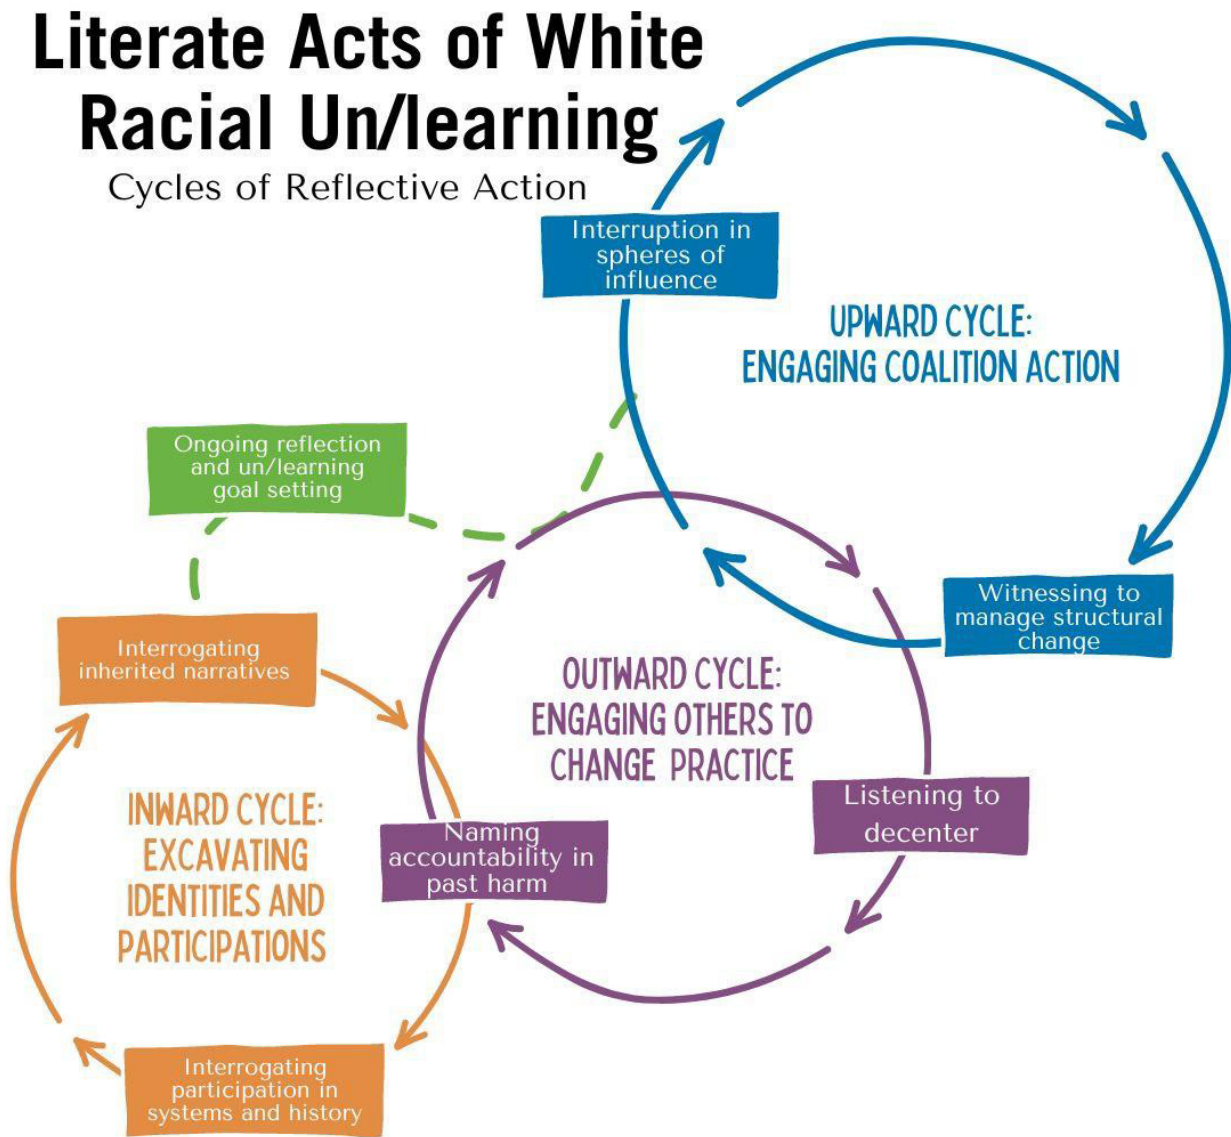 Literate Acts of White
Racial Un/learning
Cycles of Reflective Action
Interruption in
spheres of
influence
UPWARD CYCLE:
ENGAGING COALITION ACTION
Ongoing reflection
and un/learning
goal setting
Witnessing to
manage structural
change
Interrogating
inherited narratives
OUTWARD CYCLE:
ENGAGING OTHERS TO
CHANGE PRACTICE
Listening to
decenter
INWARD CYCLE:
EXCAVATING
IDENTITIES AND
PARTICIPATIONS
Naming
accountability in
past harm
Interrogating
participation in
systems and history